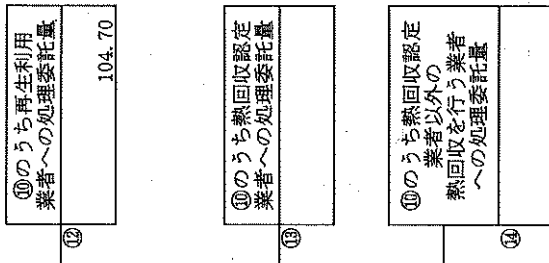 ⑩のうち再生利用
業者への処理委託量
⑫
104.70
⑩のうち熱回収認定
業者への処理委託量
⑬
⑩のうち熱回収認定
業者以外の
熱回収を行う業者
への処理委託量
⑭